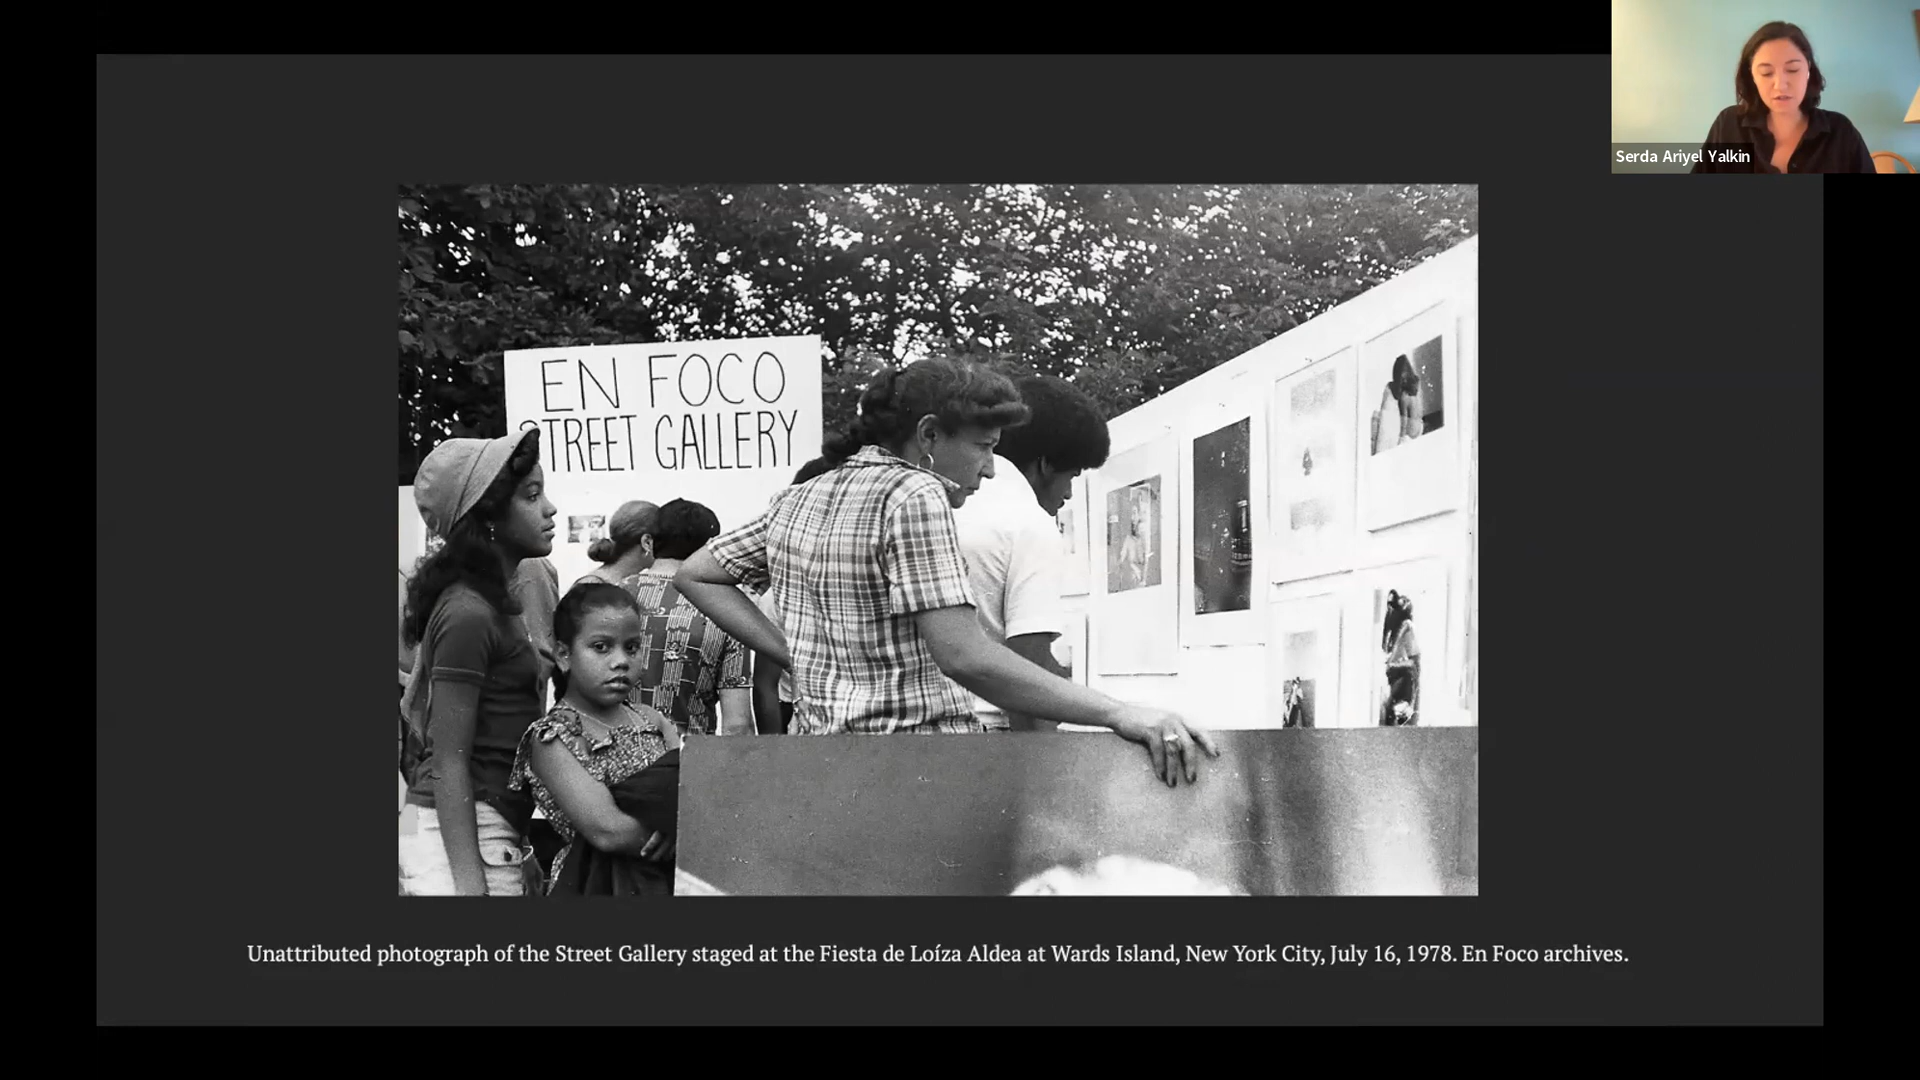 Serda Ariyel Yalkin
EN FOCO
STREET GALLERY
Unattributed photograph of the Street Gallery staged at the Fiesta de Loíza Aldea at Wards Island, New York City, July 16, 1978. En Foco archives.